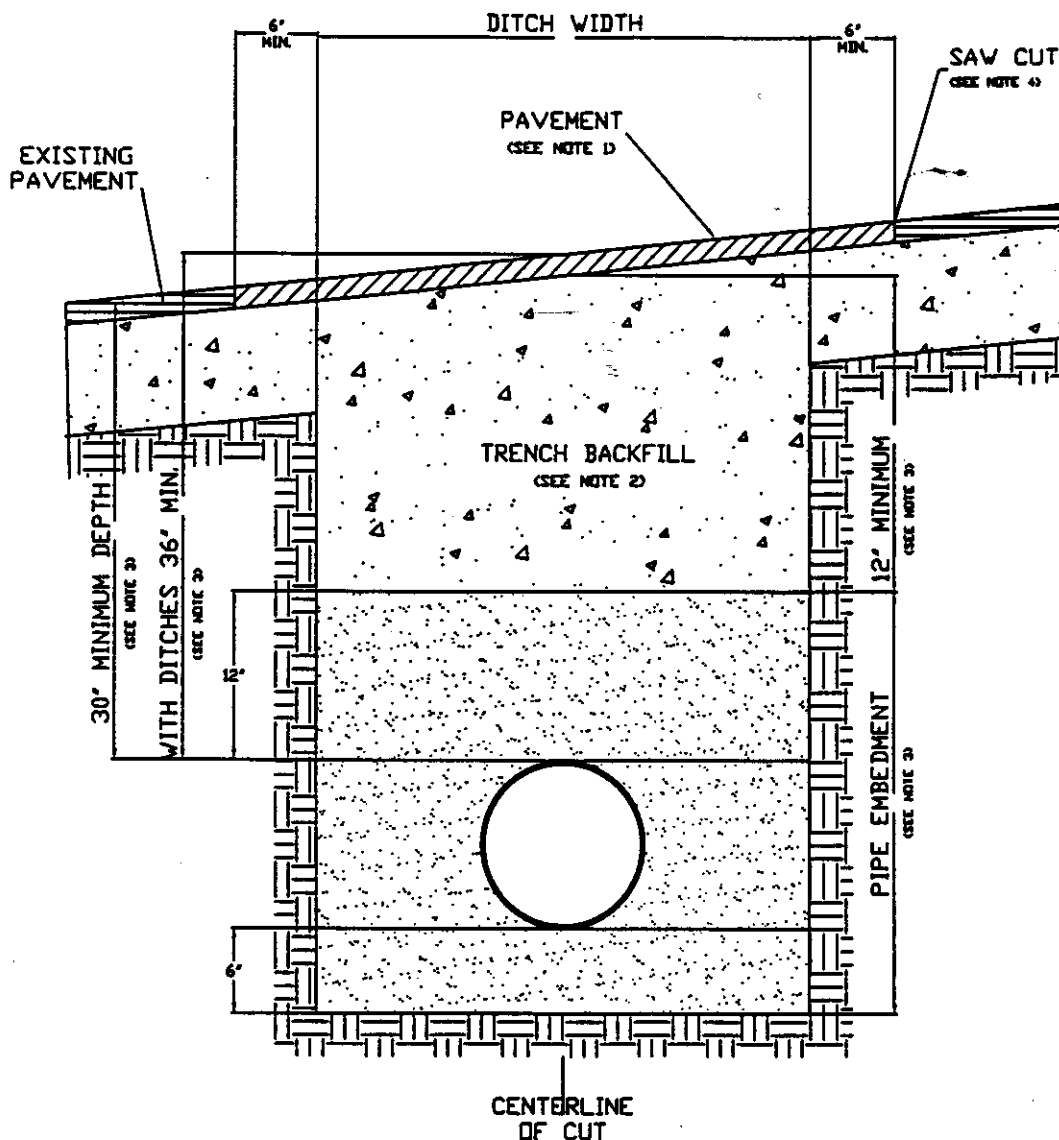 6"
MIN.
DITCH WIDTH
6"
MIN.
SAW CUT
(SEE NOTE 4)
PAVEMENT
(SEE NOTE 1)
EXISTING
PAVEMENT
TRENCH BACKFILL
(SEE NOTE 2)
30" MINIMUM DEPTH
(SEE NOTE 3)
WITH DITCHES 36" MIN.
(SEE NOTE 3)
12" MINIMUM
(SEE NOTE 3)
12"
PIPE EMBEDMENT
(SEE NOTE 3)
6"
CENTERLINE
OF CUT